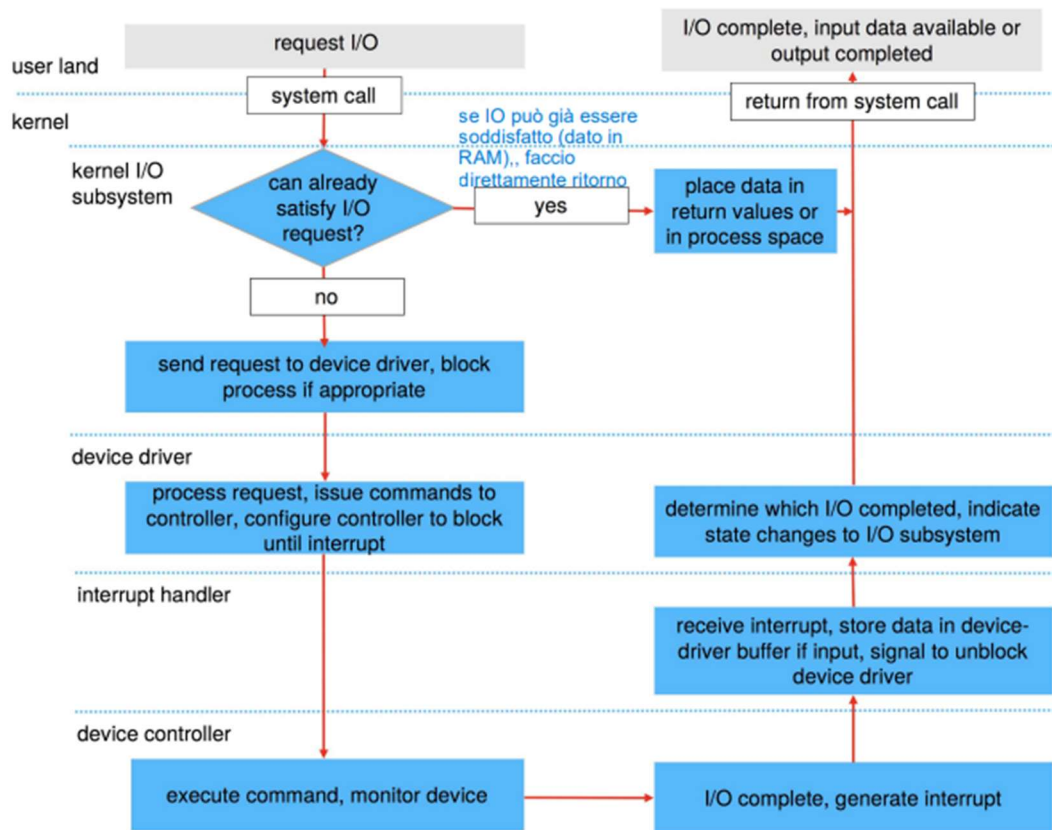 request I/O
I/O complete, input data available or
output completed
user land
system call
return from system call
kernel
se IO può già essere
soddisfatto (dato in
RAM),, faccio
direttamente ritorno
kernel I/O
subsystem
can already
satisfy I/O
request?
yes
place data in
return values or
in process space
no
send request to device driver, block
process if appropriate
device driver
process request, issue commands to
controller, configure controller to block
until interrupt
determine which I/O completed, indicate
state changes to I/O subsystem
interrupt handler
receive interrupt, store data in device-
driver buffer if input, signal to unblock
device driver
device controller
execute command, monitor device
I/O complete, generate interrupt